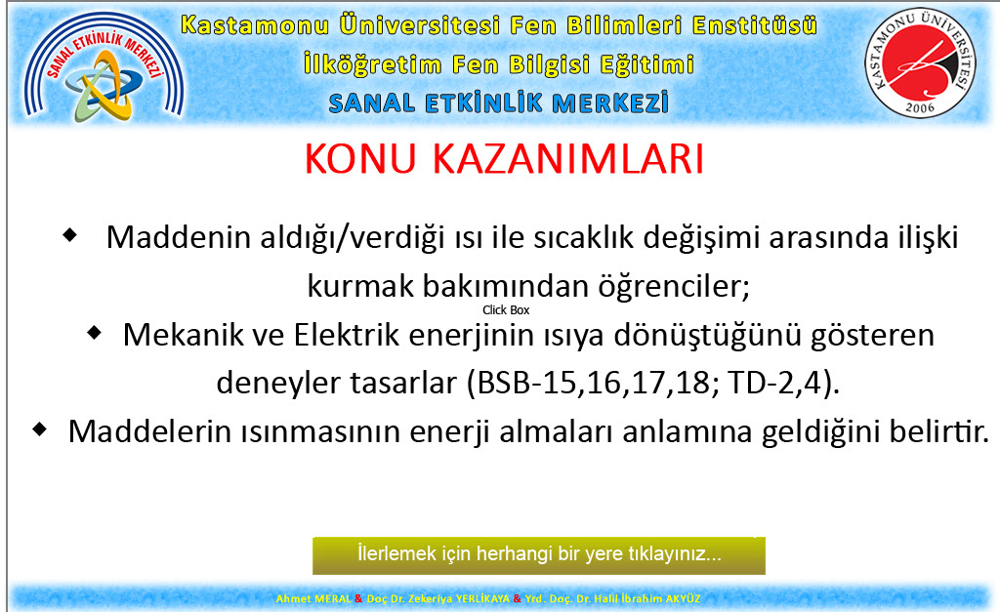 Kastamonu Üniversitesi Fen Bilimleri Enstitüsü
İlköğretim Fen Bilgisi Eğitimi
SANAL ETKİNLİK MERKEZİ
SANAL ETKİNLİK MERKEZİ
KASTAMONU ÜNİVERSİTESİ
2006
KONU KAZANIMLARI
◆ Maddenin aldığı/verdiği ısı ile sıcaklık değişimi arasında ilişki
kurmak bakımından öğrenciler;
Click Box
◆ Mekanik ve Elektrik enerjinin ısıya dönüştüğünü gösteren
deneyler tasarlar (BSB-15,16,17,18; TD-2,4).
◆ Maddelerin ısınmasının enerji almaları anlamına geldiğini belirtir.
İlerlemek için herhangi bir yere tıklayınız...
Ahmet MERAL & Doç Dr. Zekeriya YERLİKAYA & Yrd. Doç. Dr. Halil İbrahim AKYÜZ